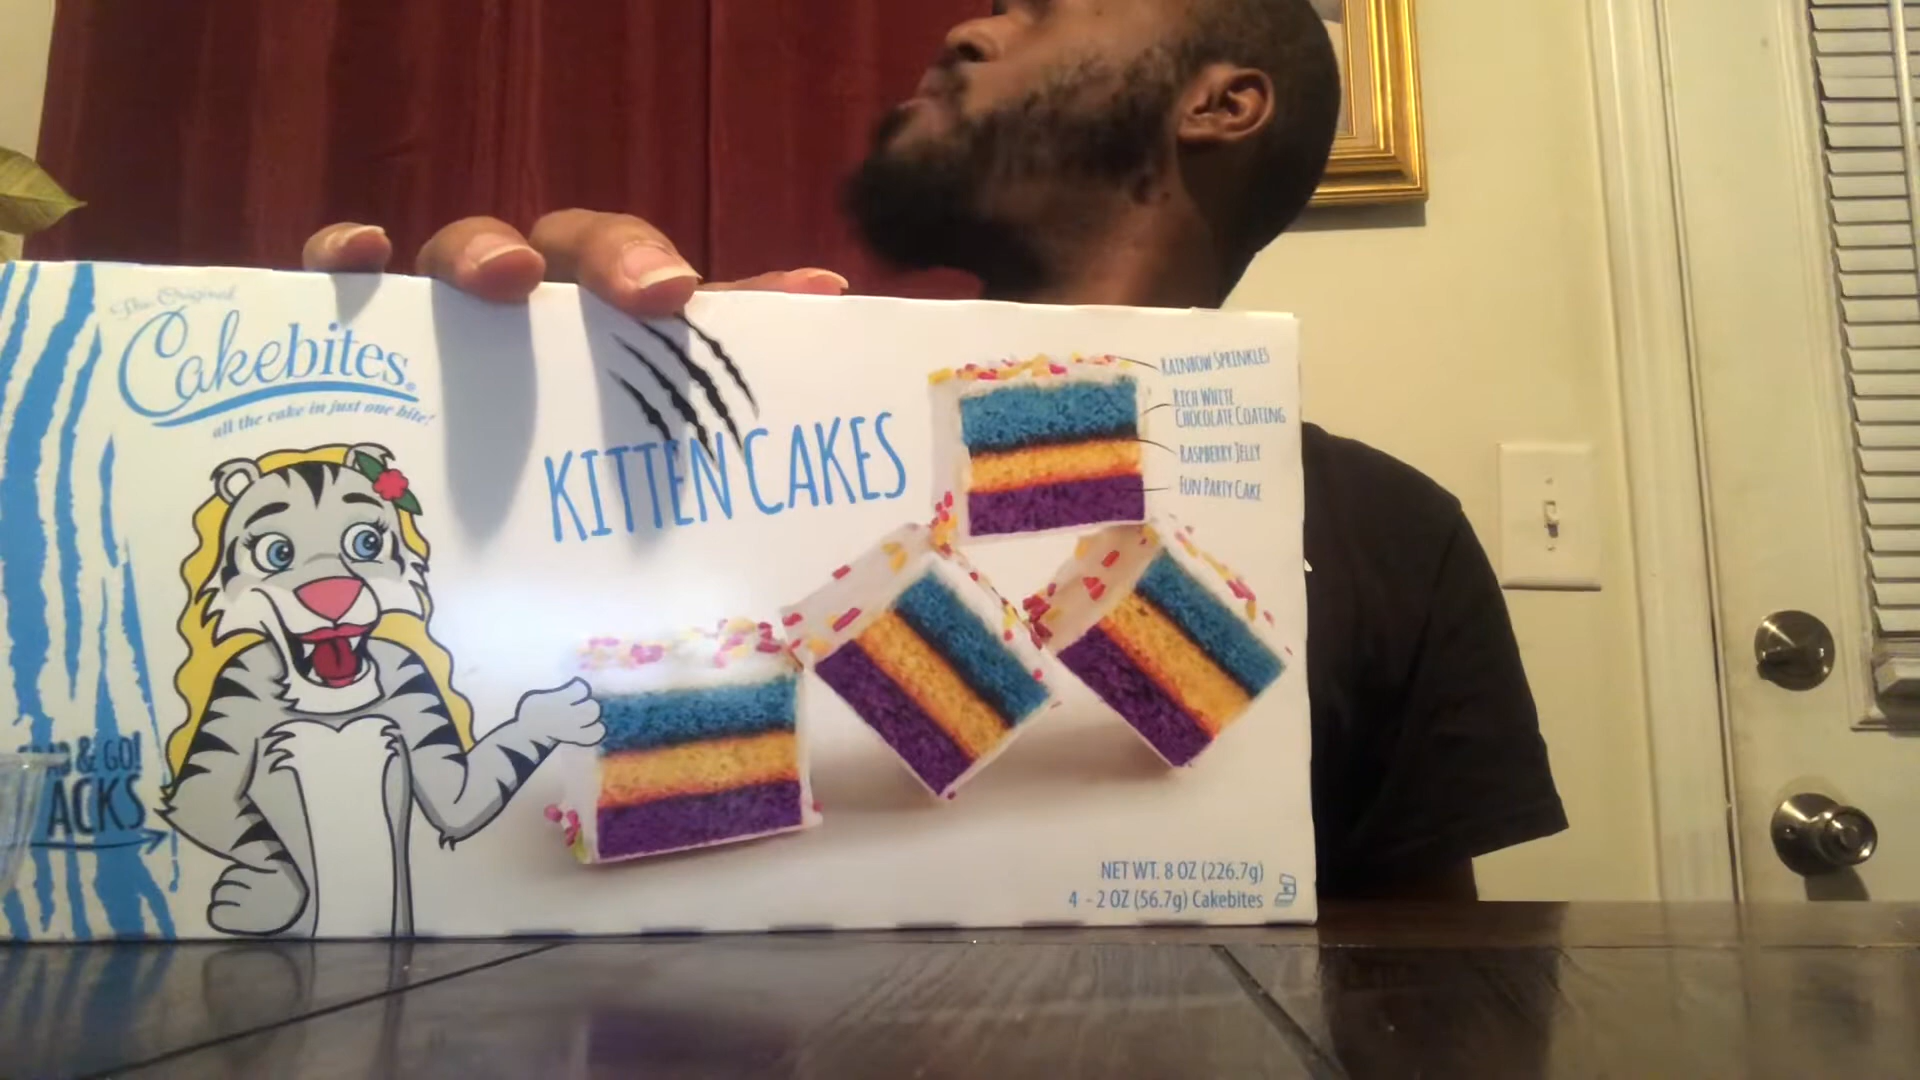 The Original
Cakebites®
all the cake in just one bite!
KITTEN CAKES
RAINBOW SPRINKLES
RICH WHITE
CHOCOLATE COATING
RASPBERRY JELLY
FUN PARTY CAKE
& GO!
NET WT. 8 OZ (226.7g)
4 - 2 OZ (56.7g) Cakebites